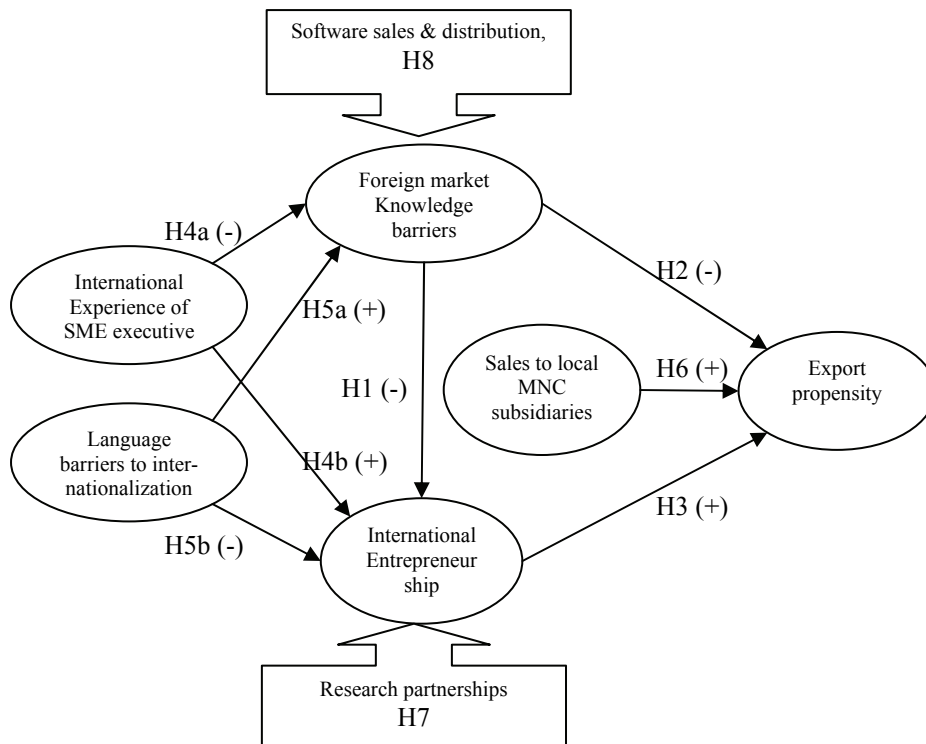 Software sales & distribution,
H8
Foreign market
Knowledge
barriers
H4a (-)
International
Experience of
SME executive
H2 (-)
H5a (+)
Sales to local
MNC
subsidiaries
H6 (+)
Export
propensity
H1 (-)
Language
barriers to inter-
nationalization
H4b (+)
H3 (+)
H5b (-)
International
Entrepreneur
ship
Research partnerships
H7